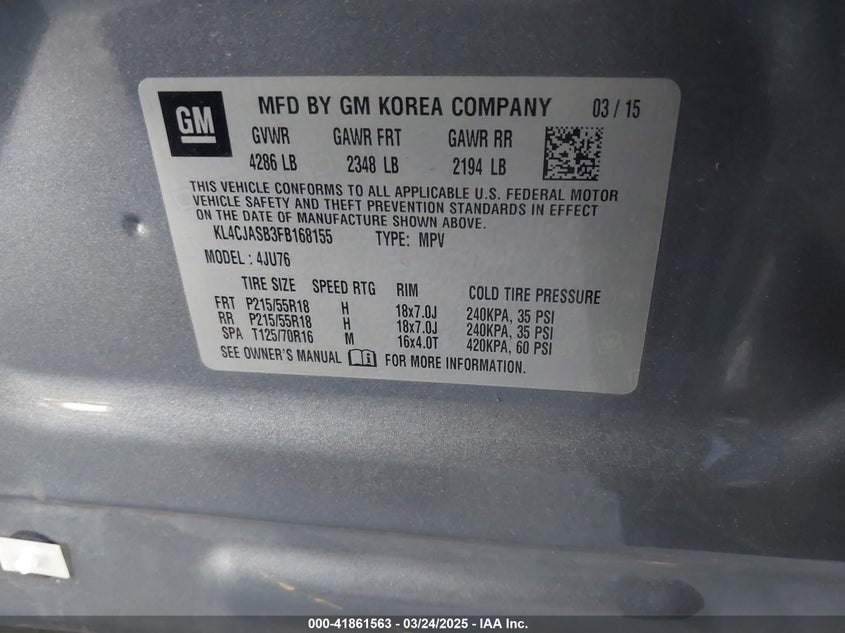 GM
MFD BY GM KOREA COMPANY 03 / 15
GVWR GAWR FRT GAWR RR
4286 LB 2348 LB 2194 LB
THIS VEHICLE CONFORMS TO ALL APPLICABLE U.S. FEDERAL MOTOR
VEHICLE SAFETY AND THEFT PREVENTION STANDARDS IN EFFECT
ON THE DATE OF MANUFACTURE SHOWN ABOVE.
KL4CJASB3FB168155 TYPE: MPV
MODEL : 4JU76
TIRE SIZE SPEED RTG RIM COLD TIRE PRESSURE
FRT P215/55R18 H 18x7.0J 240KPA, 35 PSI
RR P215/55R18 H 18x7.0J 240KPA, 35 PSI
SPA T125/70R16 M 16x4.0T 420KPA, 60 PSI
SEE OWNER'S MANUAL FOR MORE INFORMATION.
000-41861563 - 03/24/2025 - IAA Inc.